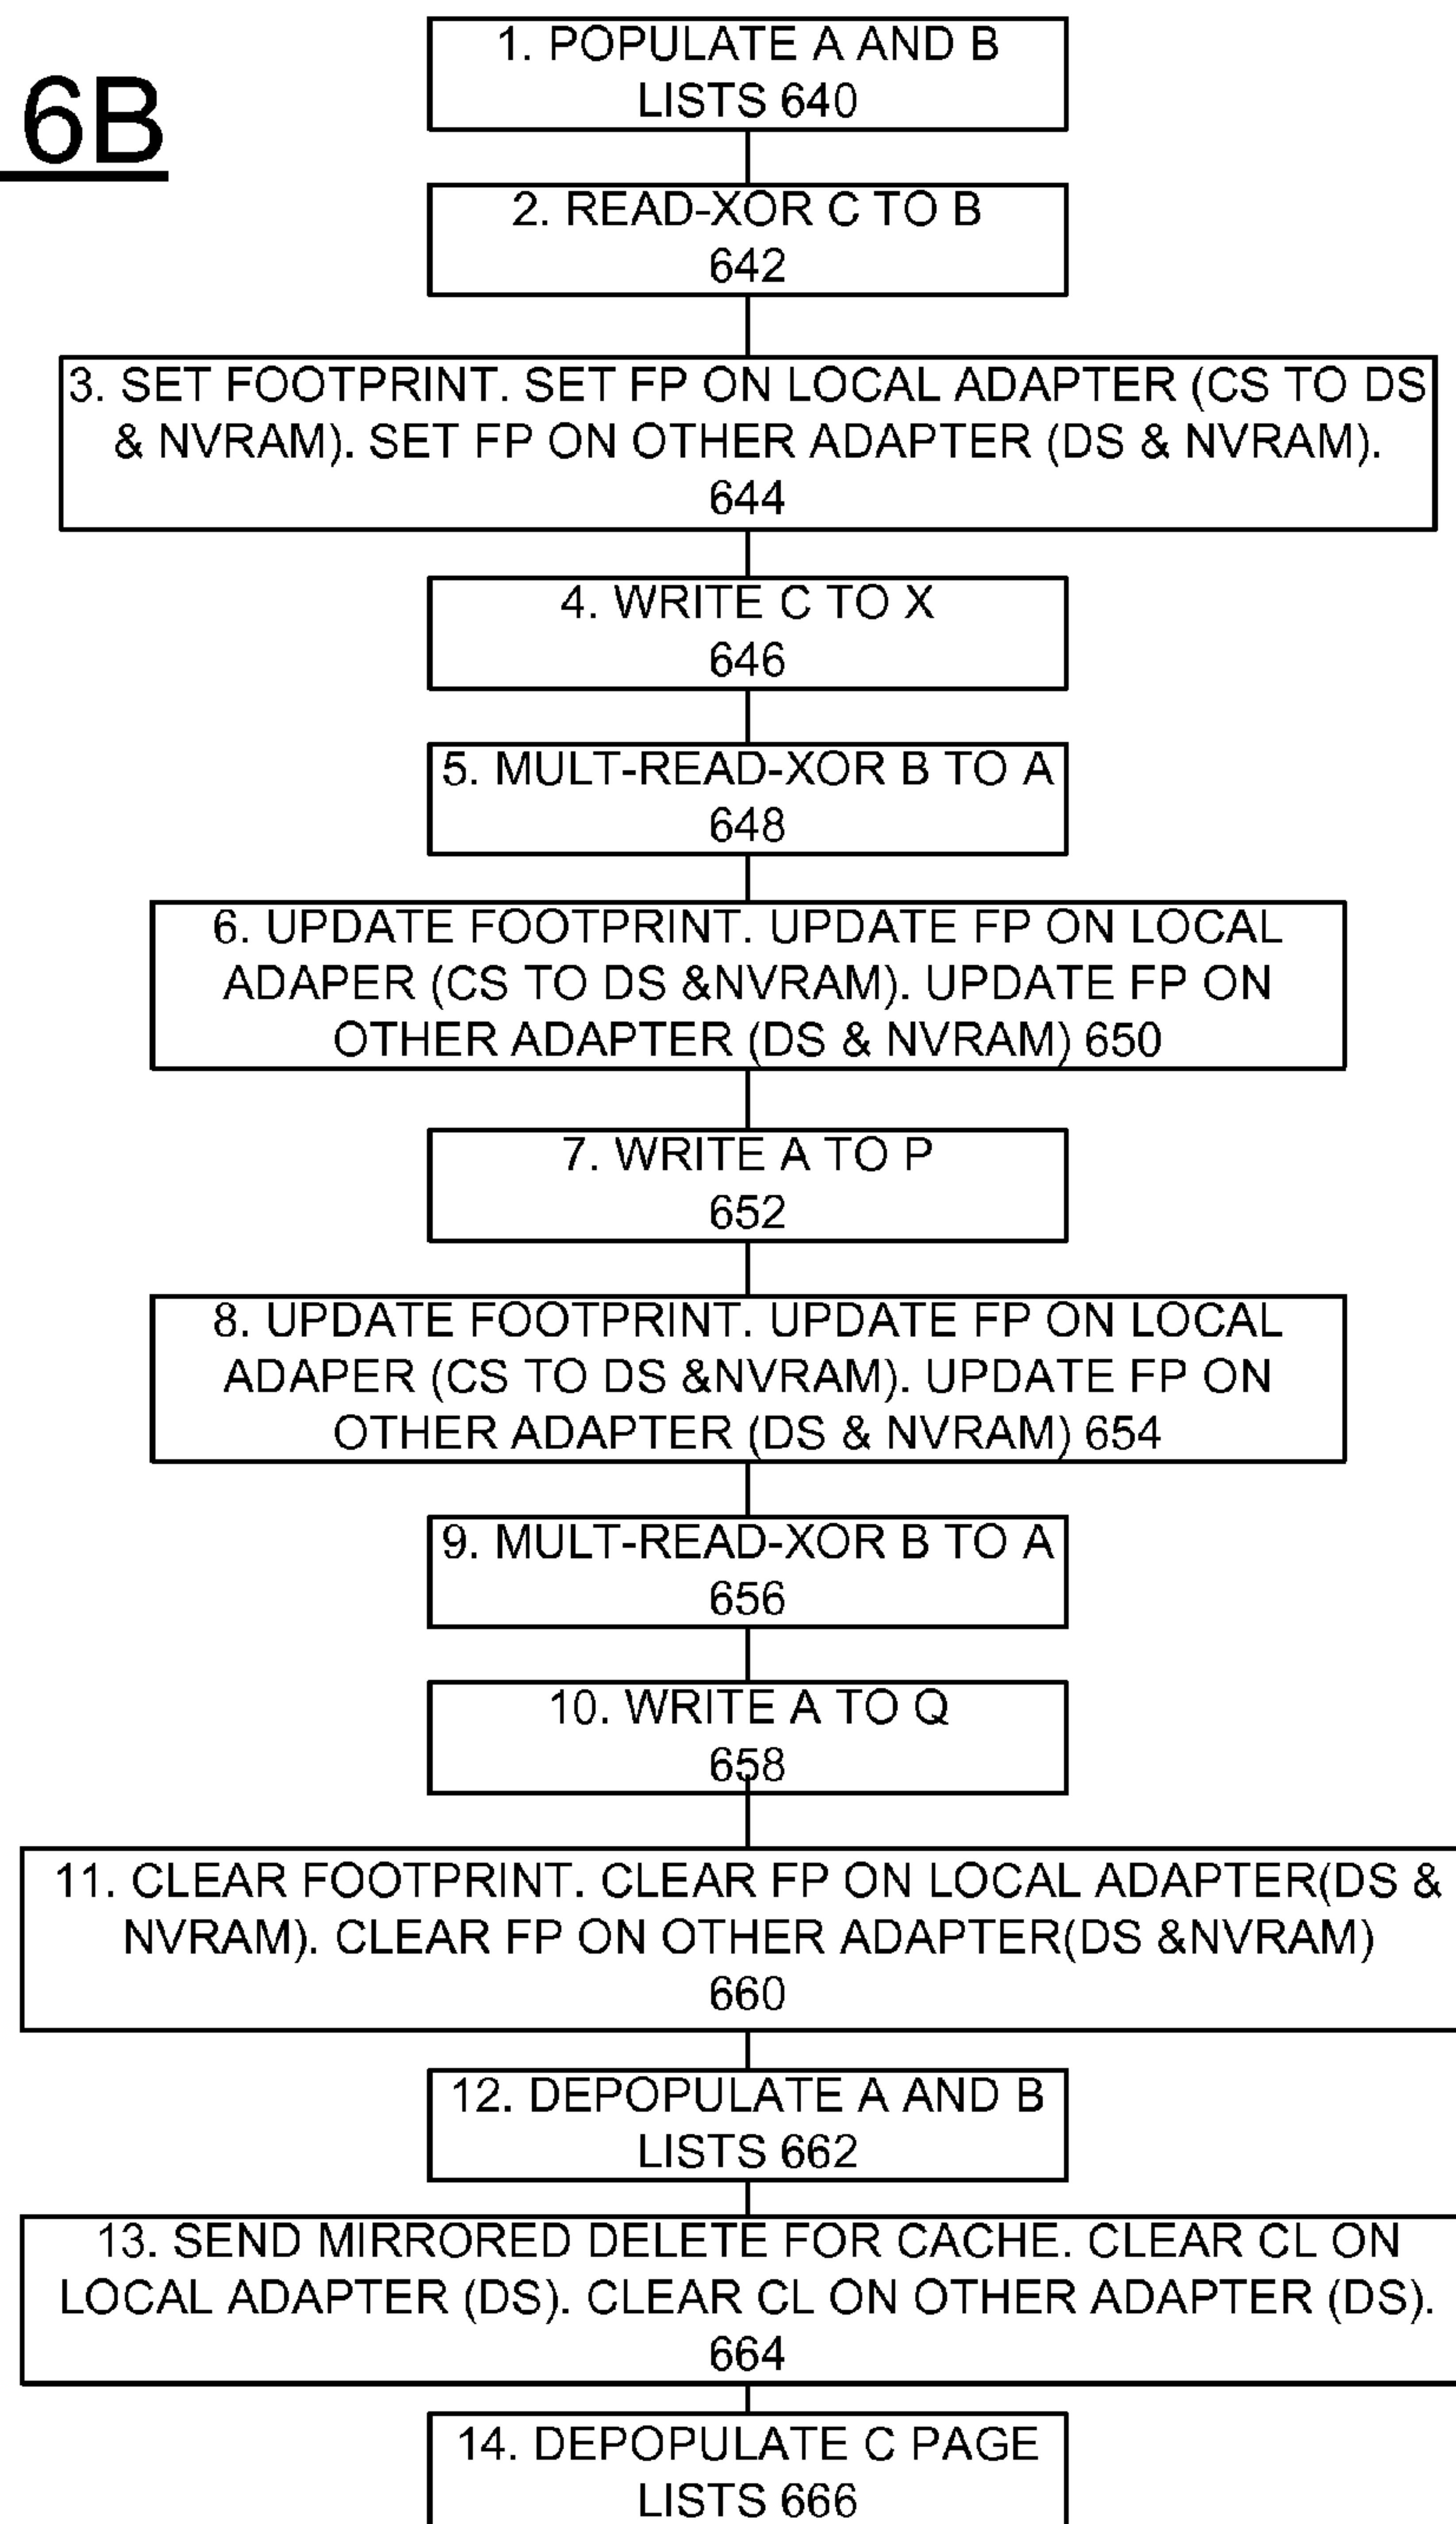 6B
1. POPULATE A AND B
LISTS 640
2. READ-XOR C TO B
642
3. SET FOOTPRINT. SET FP ON LOCAL ADAPTER (CS TO DS
& NVRAM). SET FP ON OTHER ADAPTER (DS & NVRAM).
644
4. WRITE C TO X
646
5. MULT-READ-XOR B TO A
648
6. UPDATE FOOTPRINT. UPDATE FP ON LOCAL
ADAPER (CS TO DS &NVRAM). UPDATE FP ON
OTHER ADAPTER (DS & NVRAM) 650
7. WRITE A TO P
652
8. UPDATE FOOTPRINT. UPDATE FP ON LOCAL
ADAPER (CS TO DS &NVRAM). UPDATE FP ON
OTHER ADAPTER (DS & NVRAM) 654
9. MULT-READ-XOR B TO A
656
10. WRITE A TO Q
658
11. CLEAR FOOTPRINT. CLEAR FP ON LOCAL ADAPTER(DS &
NVRAM). CLEAR FP ON OTHER ADAPTER(DS &NVRAM)
660
12. DEPOPULATE A AND B
LISTS 662
13. SEND MIRRORED DELETE FOR CACHE. CLEAR CL ON
LOCAL ADAPTER (DS). CLEAR CL ON OTHER ADAPTER (DS).
664
14. DEPOPULATE C PAGE
LISTS 666